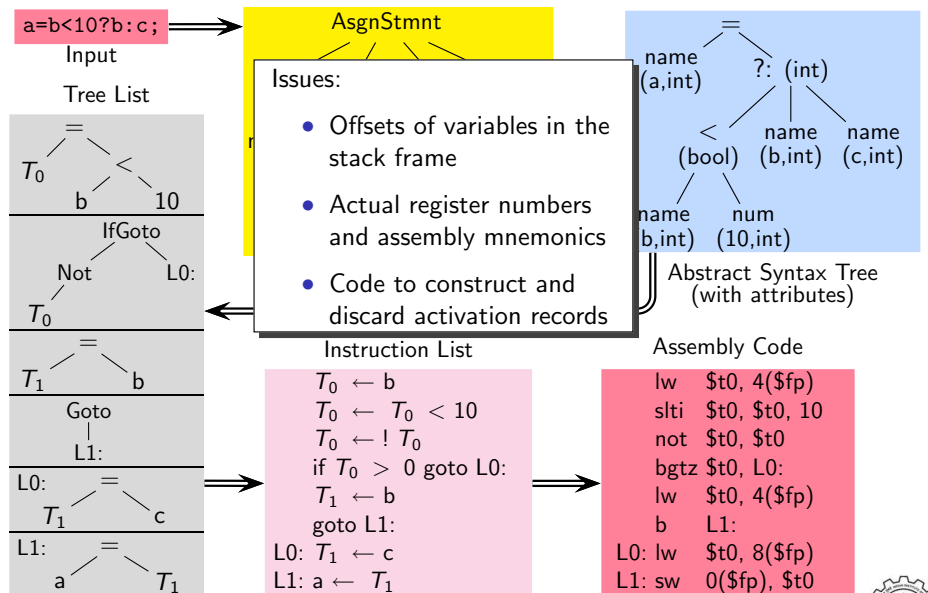 a=b<10?b:c;
Input
AsgnStmnt
=
name
(a,int)
?: (int)
<
(bool)
name
(b,int)
name
(c,int)
name
b,int)
num
(10,int)
Abstract Syntax Tree
(with attributes)
Issues:
• Offsets of variables in the
stack frame
• Actual register numbers
and assembly mnemonics
• Code to construct and
discard activation records
Tree List
=
T₀ <
b 10
IfGoto
Not L0:
T₀
=
T₁ b
Goto
L1:
L0: =
T₁ c
L1: =
a T₁
Instruction List
T₀ ← b
T₀ ← T₀ < 10
T₀ ← ! T₀
if T₀ > 0 goto L0:
T₁ ← b
goto L1:
L0: T₁ ← c
L1: a ← T₁
Assembly Code
lw $t0, 4($fp)
slti $t0, $t0, 10
not $t0, $t0
bgtz $t0, L0:
lw $t0, 4($fp)
b L1:
L0: lw $t0, 8($fp)
L1: sw 0($fp), $t0